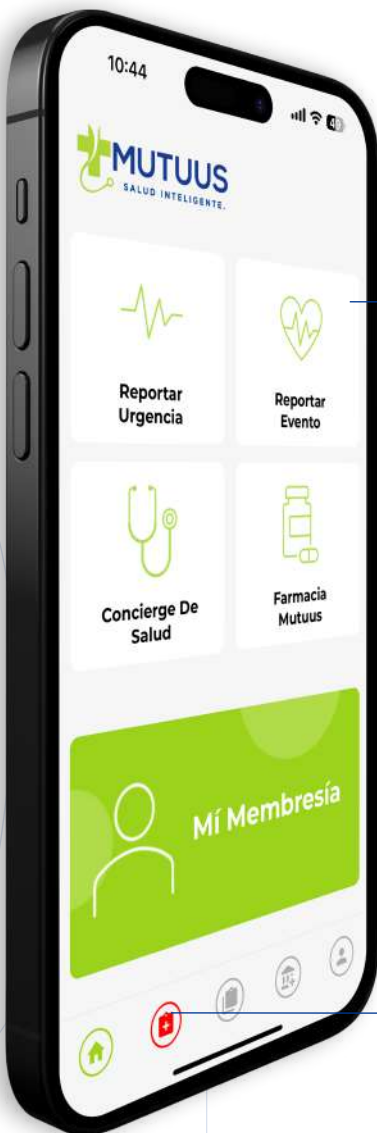 10:44
MUTUUS
SALUD INTELIGENTE.
Reportar
Urgencia
Reportar
Evento
Concierge De
Salud
Farmacia
Mutuus
Mí Membresía